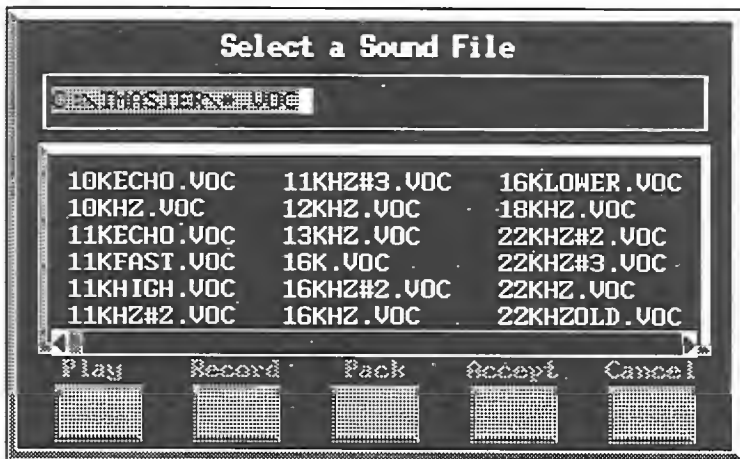 Select a Sound File
10KECHO.VOC 11KHZ#3.VOC 16KLOWER.VOC
10KHZ.VOC 12KHZ.VOC 18KHZ.VOC
11KECHO.VOC 13KHZ.VOC 22KHZ#2.VOC
11KFAST.VOC 16K.VOC 22KHZ#3.VOC
11KHIGH.VOC 16KHZ#2.VOC 22KHZ.VOC
11KHZ#2.VOC 16KHZ.VOC 22KHZOLD.VOC
Play Record Pack Accept Cancel